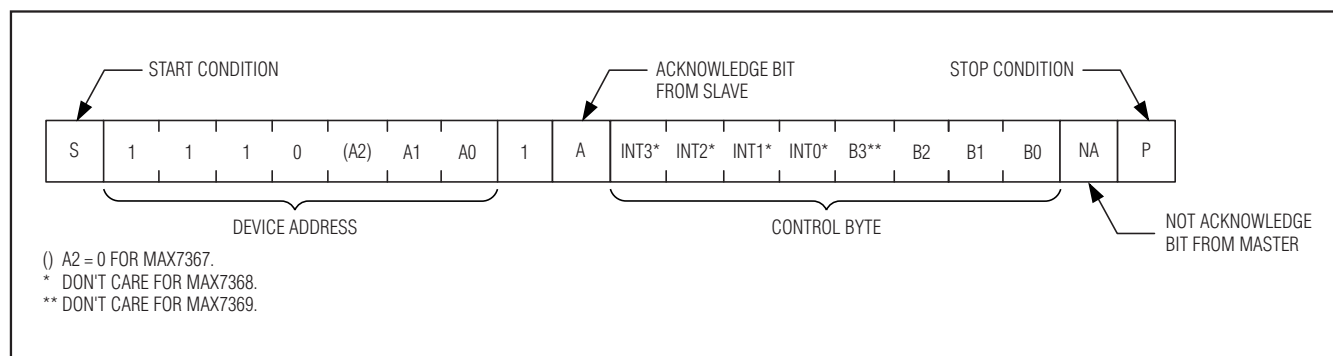 START CONDITION
ACKNOWLEDGE BIT
FROM SLAVE
STOP CONDITION
S 1 1 1 0 (A2) A1 A0 1 A INT3* INT2* INT1* INT0* B3** B2 B1 B0 NA P
DEVICE ADDRESS
CONTROL BYTE
NOT ACKNOWLEDGE
BIT FROM MASTER
() A2 = 0 FOR MAX7367.
* DON'T CARE FOR MAX7368.
** DON'T CARE FOR MAX7369.